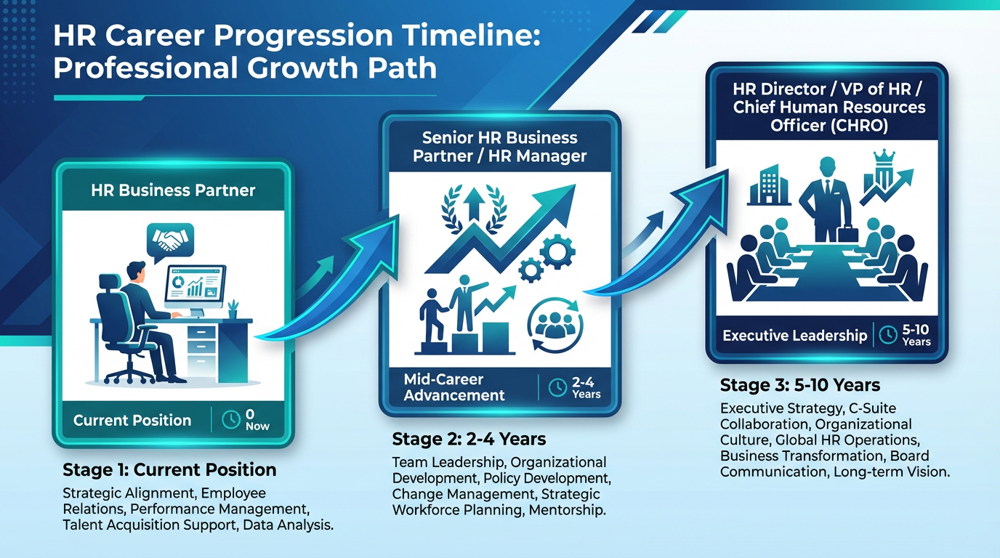 HR Career Progression Timeline:
Professional Growth Path
HR Business Partner
Current Position
0
Now
Stage 1: Current Position
Strategic Alignment, Employee
Relations, Performance Management,
Talent Acquisition Support, Data Analysis.
Senior HR Business
Partner / HR Manager
Mid-Career
Advancement
2-4
Years
Stage 2: 2-4 Years
Team Leadership, Organizational
Development, Policy Development,
Change Management, Strategic
Workforce Planning, Mentorship.
HR Director / VP of HR /
Chief Human Resources
Officer (CHRO)
Executive Leadership
5-10
Years
Stage 3: 5-10 Years
Executive Strategy, C-Suite
Collaboration, Organizational
Culture, Global HR Operations,
Business Transformation, Board
Communication, Long-term Vision.